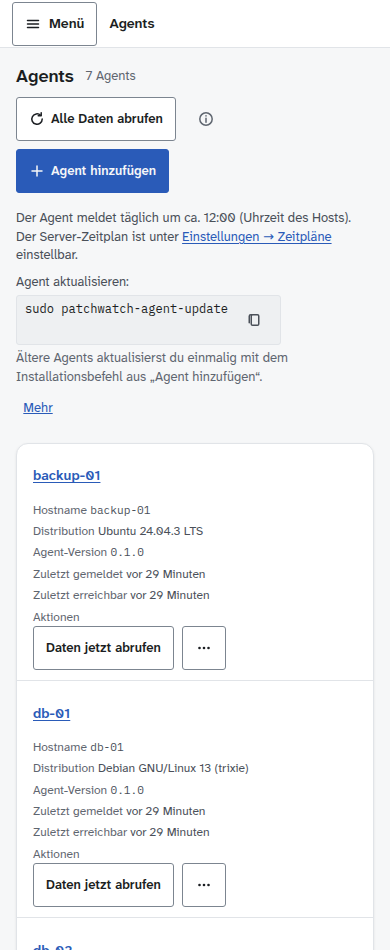 Menü
Agents
Agents 7 Agents
Alle Daten abrufen
Agent hinzufügen
Der Agent meldet täglich um ca. 12:00 (Uhrzeit des Hosts).
Der Server-Zeitplan ist unter Einstellungen → Zeitpläne
einstellbar.
Agent aktualisieren:
sudo patchwatch-agent-update
Ältere Agents aktualisierst du einmalig mit dem
Installationsbefehl aus „Agent hinzufügen“.
Mehr
backup-01
Hostname backup-01
Distribution Ubuntu 24.04.3 LTS
Agent-Version 0.1.0
Zuletzt gemeldet vor 29 Minuten
Zuletzt erreichbar vor 29 Minuten
Aktionen
Daten jetzt abrufen
db-01
Hostname db-01
Distribution Debian GNU/Linux 13 (trixie)
Agent-Version 0.1.0
Zuletzt gemeldet vor 29 Minuten
Zuletzt erreichbar vor 29 Minuten
Aktionen
Daten jetzt abrufen